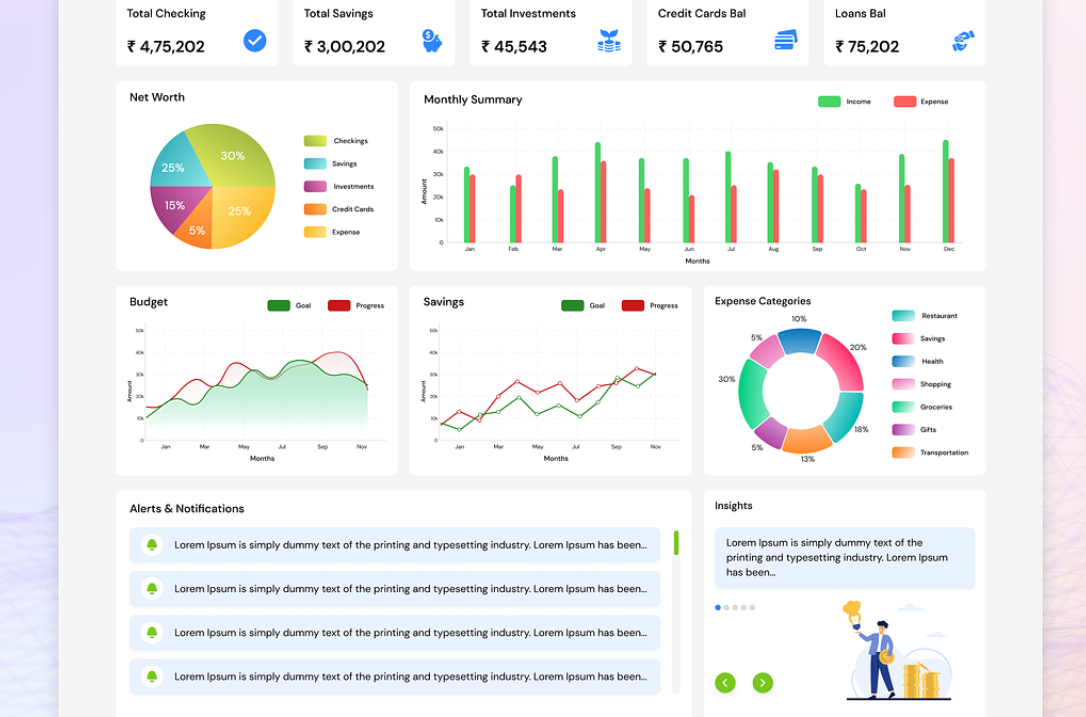 Total Checking
₹ 4,75,202
Total Savings
₹ 3,00,202
Total Investments
₹ 45,543
Credit Cards Bal
₹ 50,765
Loans Bal
₹ 75,202
Net Worth
30%
25%
15%
5%
25%
Checkings
Savings
Investments
Credit Cards
Expense
Monthly Summary
Income
Expense
Amount
50k
40k
30k
20k
10k
0
Jan Feb Mar Apr May Jun Jul Aug Sep Oct Nov Dec
Months
Budget
Goal
Progress
Amount
50k
40k
30k
20k
10k
0
Jan Mar May Jul Sep Nov
Months
Savings
Goal
Progress
Amount
50k
40k
30k
20k
10k
0
Jan Mar May Jul Sep Nov
Months
Expense Categories
10%
20%
18%
13%
5%
30%
5%
Restaurant
Savings
Health
Shopping
Groceries
Gifts
Transportation
Alerts & Notifications
Lorem Ipsum is simply dummy text of the printing and typesetting industry. Lorem Ipsum has been...
Lorem Ipsum is simply dummy text of the printing and typesetting industry. Lorem Ipsum has been...
Lorem Ipsum is simply dummy text of the printing and typesetting industry. Lorem Ipsum has been...
Lorem Ipsum is simply dummy text of the printing and typesetting industry. Lorem Ipsum has been...
Insights
Lorem Ipsum is simply dummy text of the
printing and typesetting industry. Lorem Ipsum
has been...